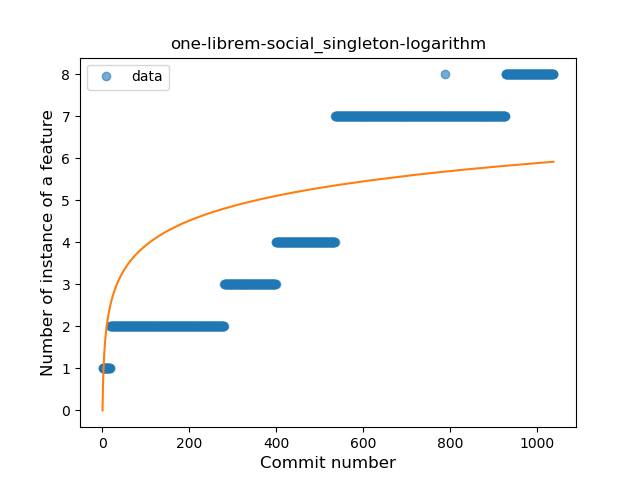 one-librem-social_singleton-logarithm
data
Number of instance of a feature
8
7
6
5
4
3
2
1
0
0 200 400 600 800 1000
Commit number